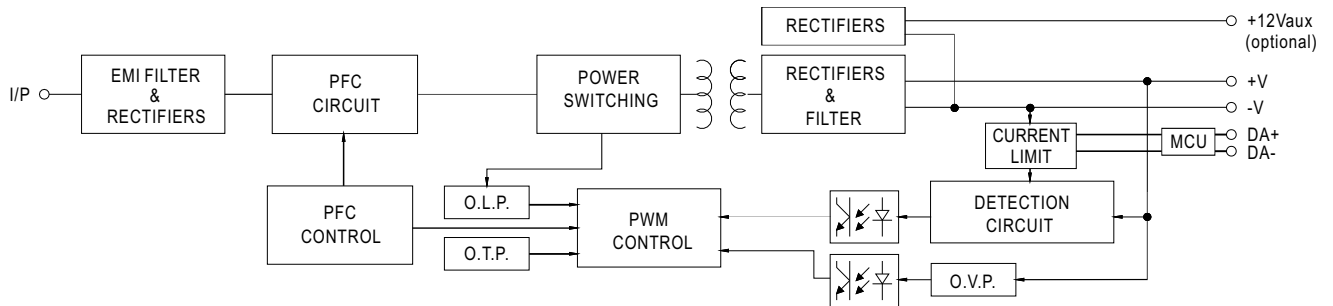 RECTIFIERS
+12Vaux
(optional)
I/P
EMI FILTER
&
RECTIFIERS
PFC
CIRCUIT
POWER
SWITCHING
RECTIFIERS
&
FILTER
+V
-V
CURRENT
LIMIT
MCU
DA+
DA-
PFC
CONTROL
O.L.P.
O.T.P.
PWM
CONTROL
DETECTION
CIRCUIT
O.V.P.